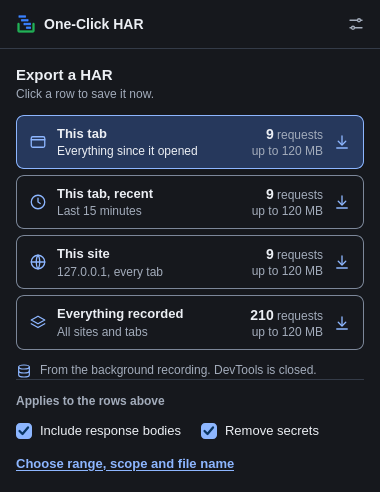 One-Click HAR
Export a HAR
Click a row to save it now.
This tab
Everything since it opened
9 requests
up to 120 MB
This tab, recent
Last 15 minutes
9 requests
up to 120 MB
This site
127.0.0.1, every tab
9 requests
up to 120 MB
Everything recorded
All sites and tabs
210 requests
up to 120 MB
From the background recording. DevTools is closed.
Applies to the rows above
Include response bodies
Remove secrets
Choose range, scope and file name